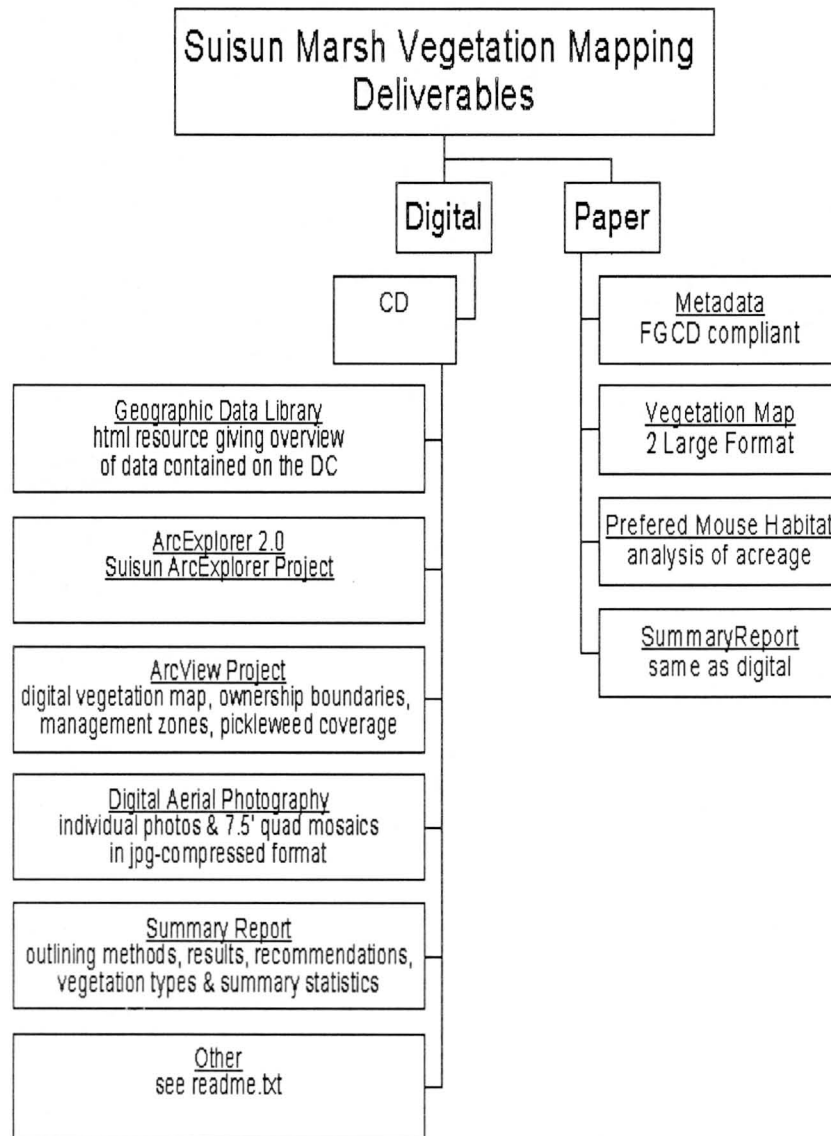 Suisun Marsh Vegetation Mapping
Deliverables
Digital
Paper
CD
Geographic Data Library
html resource giving overview
of data contained on the DC
ArcExplorer 2.0
Suisun ArcExplorer Project
ArcView Project
digital vegetation map, ownership boundaries,
management zones, pickleweed coverage
Digital Aerial Photography
individual photos & 7.5' quad mosaics
in jpg-compressed format
Summary Report
outlining methods, results, recommendations,
vegetation types & summary statistics
Other
see readme.txt
Metadata
FGCD compliant
Vegetation Map
2 Large Format
Prefered Mouse Habitat
analysis of acreage
SummaryReport
same as digital